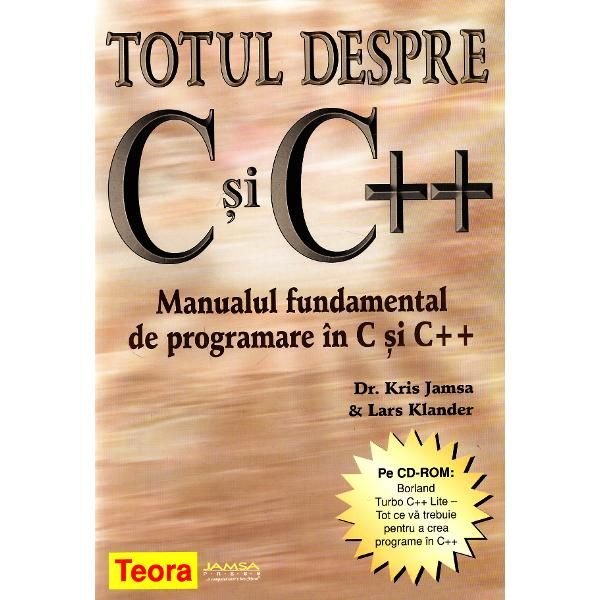 TOTUL DESPRE
C și C++
Manualul fundamental
de programare în C și C++
Dr. Kris Jamsa
& Lars Klander
Pe CD-ROM:
Borland
Turbo C++ Lite –
Tot ce vă trebuie
pentru a crea
programe în C++
Teora
JAMSA
PRESS